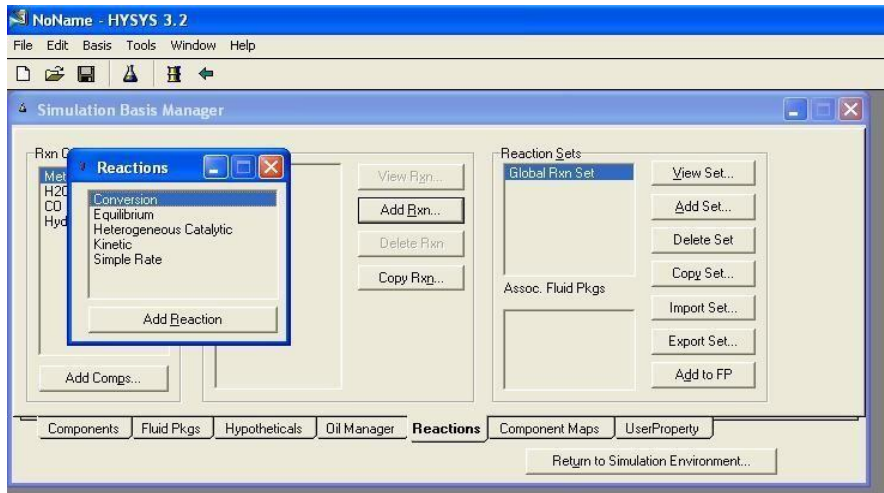 NoName - HYSYS 3.2
File Edit Basis Tools Window Help
Simulation Basis Manager
Rxn C
Met
H2O
CO
Hyd
Add Comps...
Reactions
Conversion
Equilibrium
Heterogeneous Catalytic
Kinetic
Simple Rate
Add Reaction
View Rxn...
Add Rxn...
Delete Rxn
Copy Rxn...
Reaction Sets
Global Rxn Set
Assoc. Fluid Pkgs
View Set...
Add Set...
Delete Set
Copy Set...
Import Set...
Export Set...
Add to FP
Components Fluid Pkgs Hypotheticals Oil Manager Reactions Component Maps UserProperty
Return to Simulation Environment...